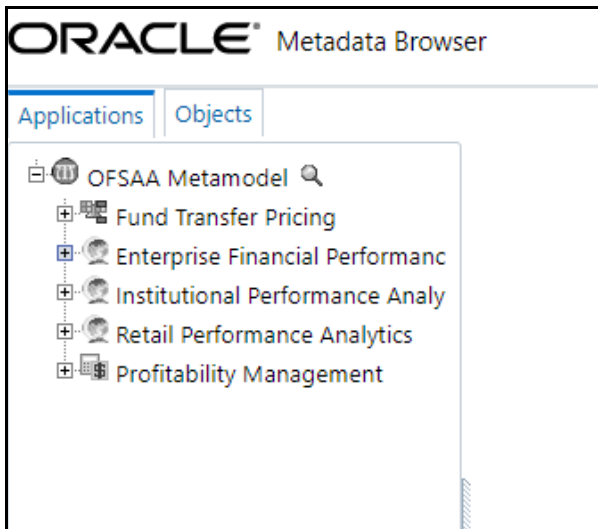 ORACLE® Metadata Browser
Applications Objects
OFSAA Metamodel
Fund Transfer Pricing
Enterprise Financial Performanc
Institutional Performance Analy
Retail Performance Analytics
Profitability Management